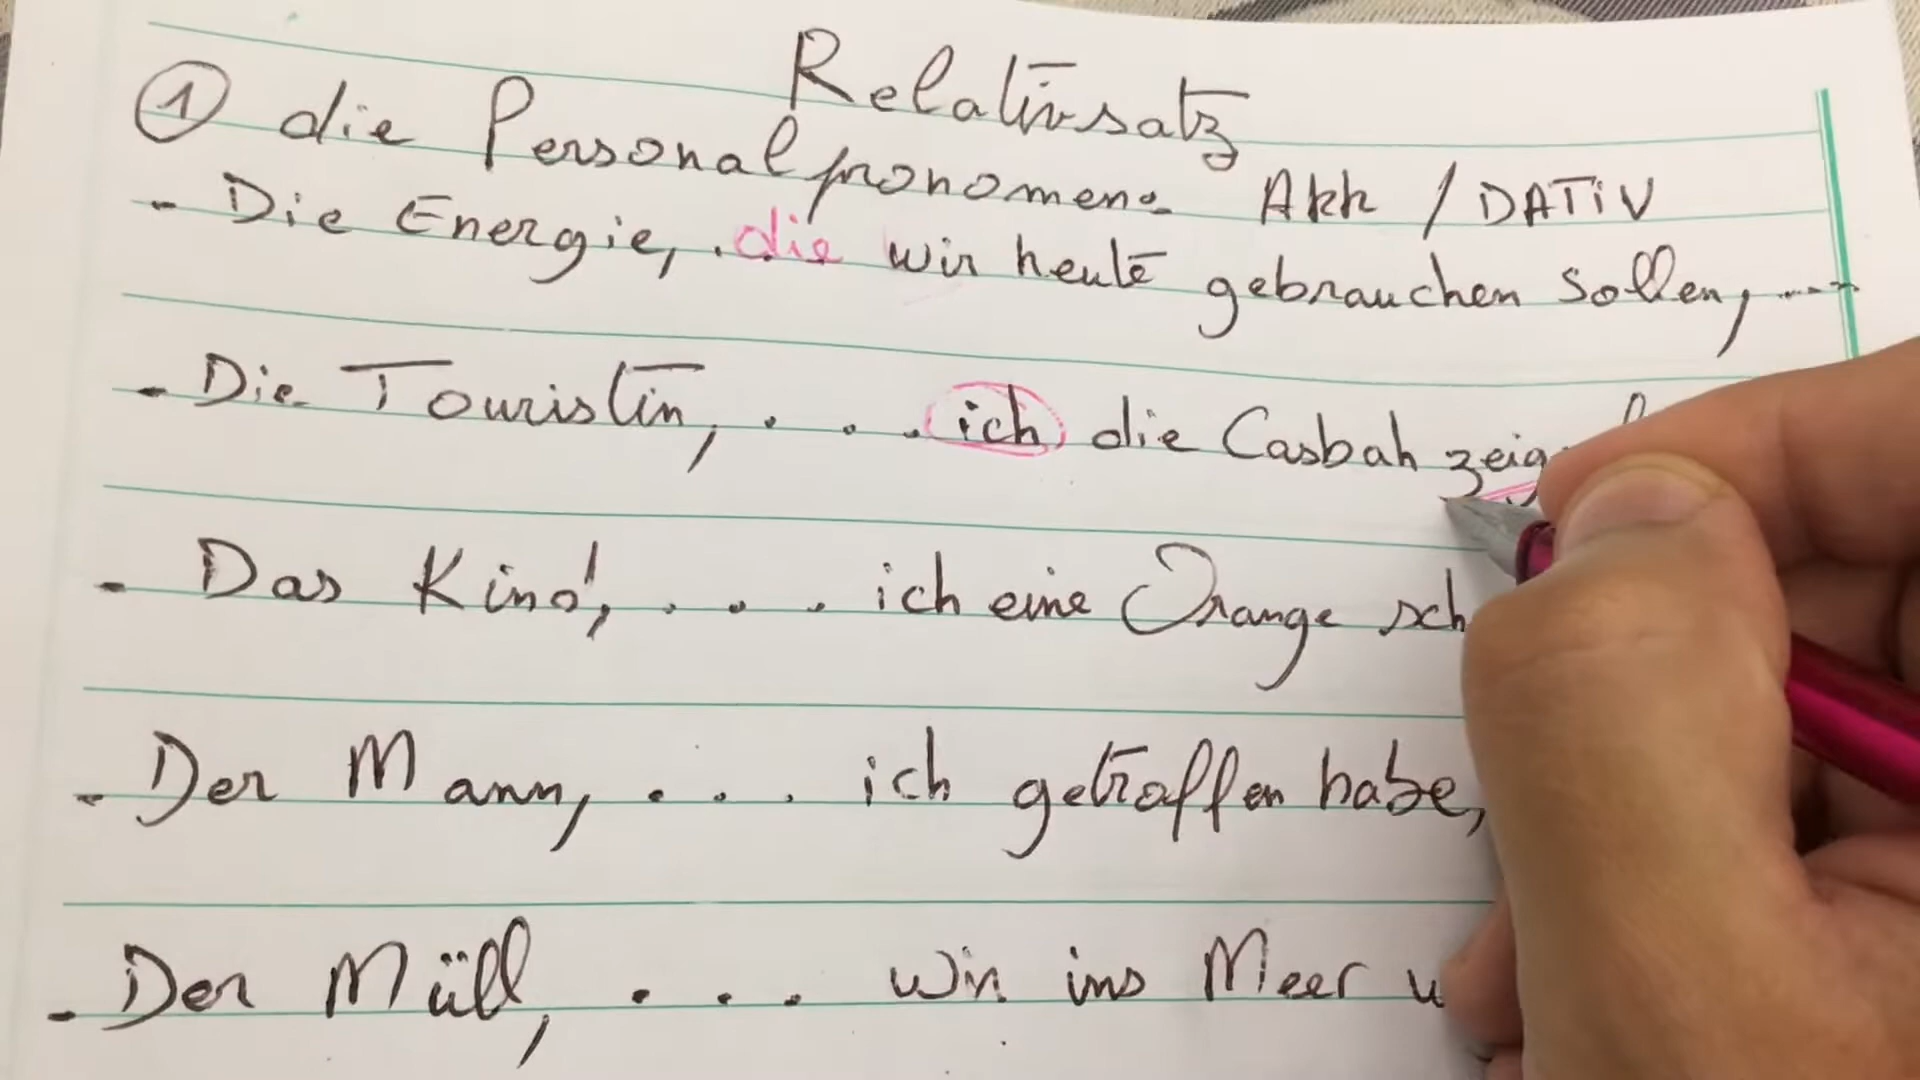 Relativsatz
① die Personalpronomen. Akk / DATiV
- Die Energie, . die wir heute gebrauchen sollen, ....
- Die Touristin, . . . ich die Casbah
- Das Kind, . . . ich eine Orange
- Der Mann, . . . ich getroffen habe,
- Der Müll, . . . wir ins Meer